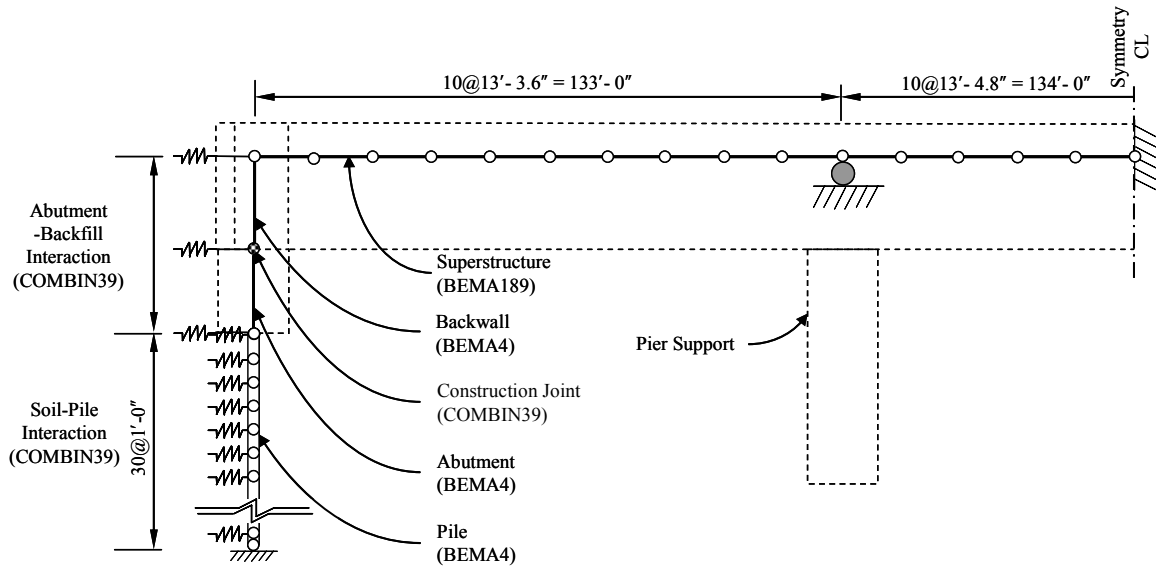 10@13′- 3.6″ = 133′- 0″
10@13′- 4.8″ = 134′- 0″
Symmetry
CL
Abutment
-Backfill
Interaction
(COMBIN39)
Superstructure
(BEMA189)
Backwall
(BEMA4)
Pier Support
Construction Joint
(COMBIN39)
Soil-Pile
Interaction
(COMBIN39)
30@1′-0″
Abutment
(BEMA4)
Pile
(BEMA4)